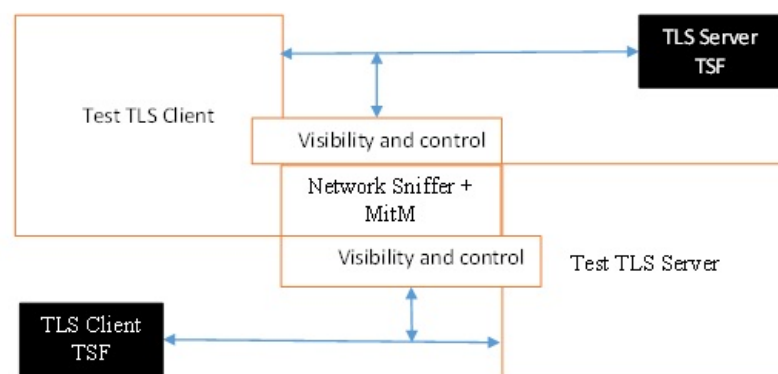 TLS Server
TSF
Test TLS Client
Visibility and control
Network Sniffer +
MitM
Visibility and control
Test TLS Server
TLS Client
TSF